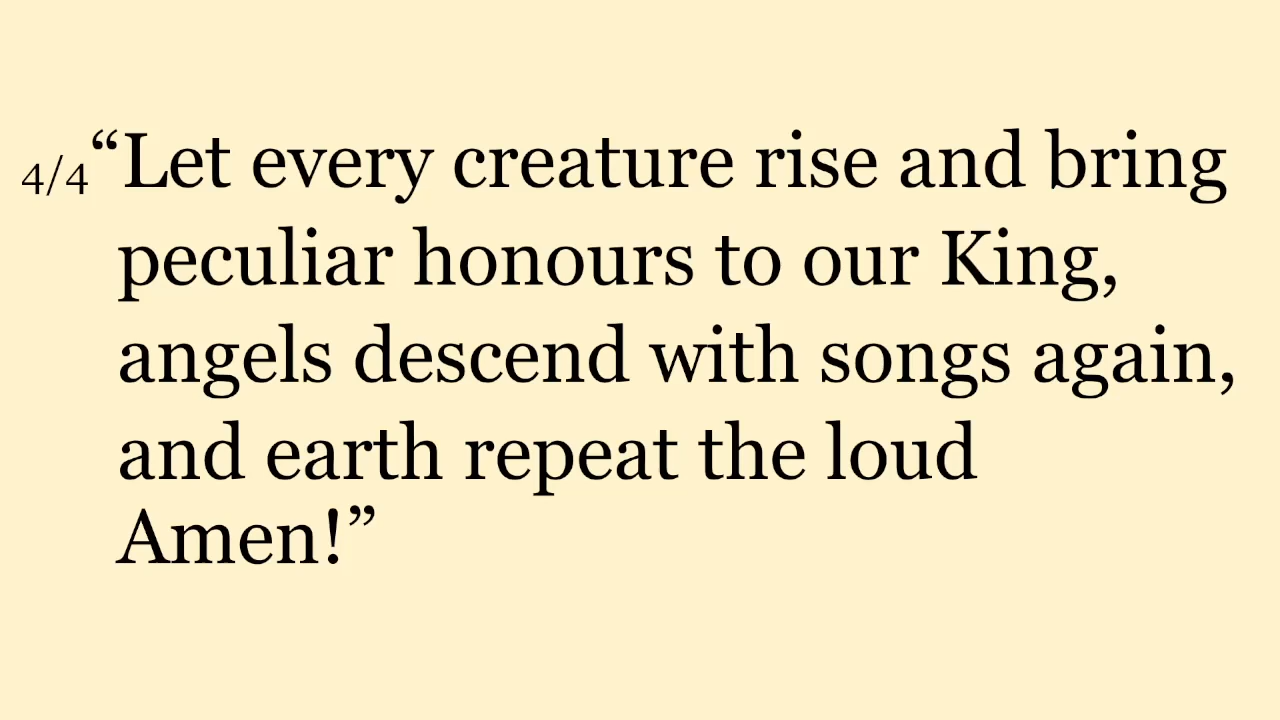 4/4“Let every creature rise and bring
peculiar honours to our King,
angels descend with songs again,
and earth repeat the loud
Amen!”